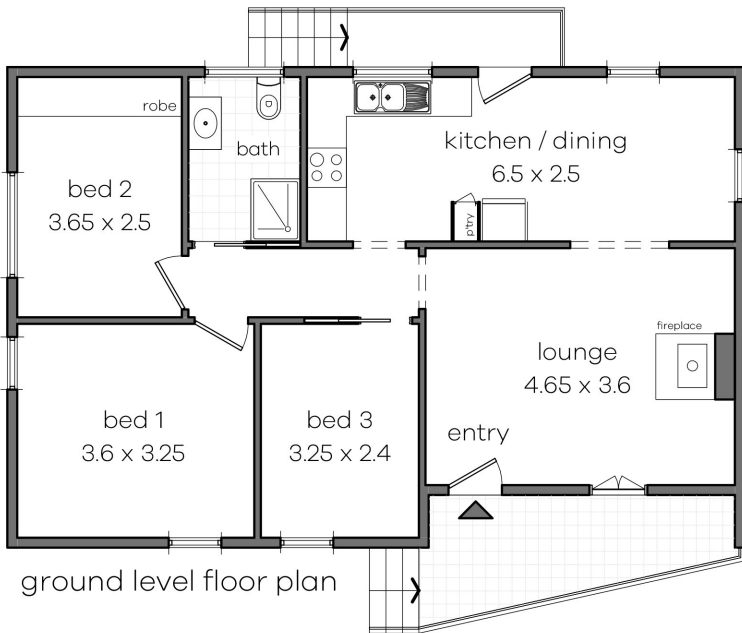 robe
bath
kitchen / dining
6.5 x 2.5
bed 2
3.65 x 2.5
p'try
fireplace
lounge
4.65 x 3.6
bed 1
3.6 x 3.25
bed 3
3.25 x 2.4
entry
ground level floor plan